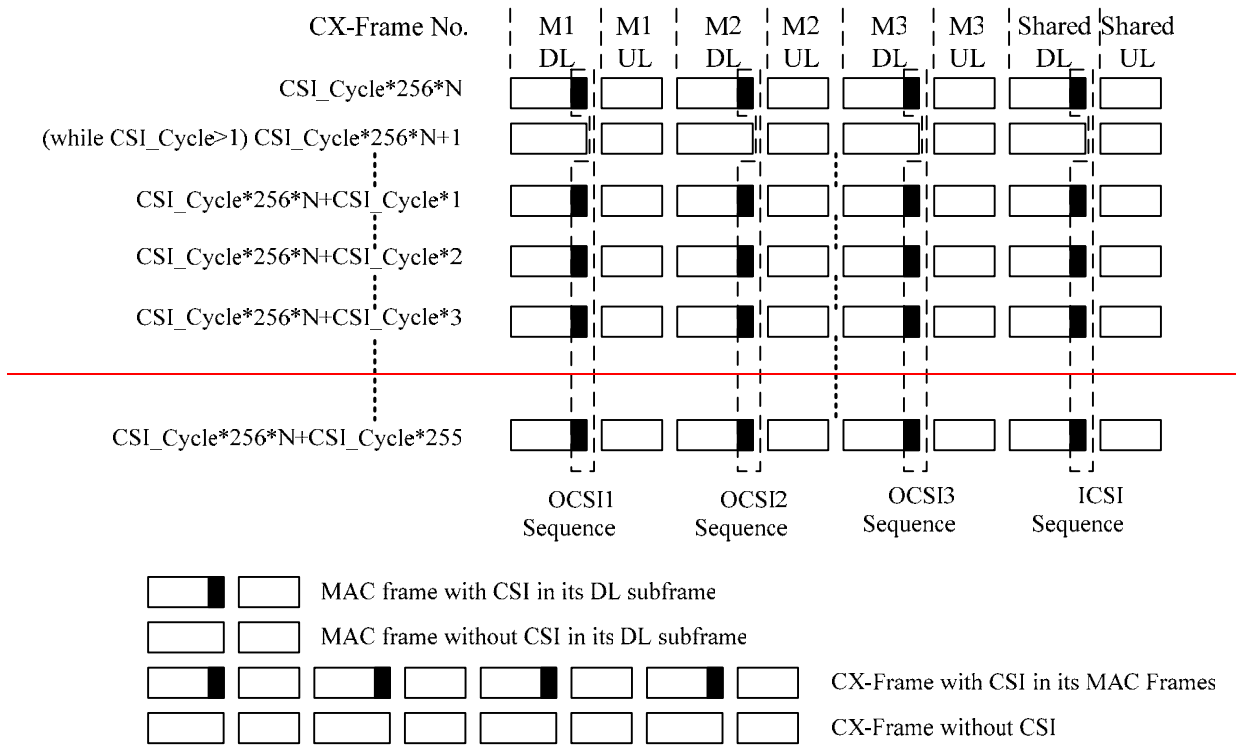 CX-Frame No. M1 M1 M2 M2 M3 M3 Shared Shared
DL UL DL UL DL UL DL UL
CSI_Cycle*256*N
(while CSI_Cycle>1) CSI_Cycle*256*N+1
CSI_Cycle*256*N+CSI_Cycle*1
CSI_Cycle*256*N+CSI_Cycle*2
CSI_Cycle*256*N+CSI_Cycle*3
CSI_Cycle*256*N+CSI_Cycle*255
OCSI1 OCSI2 OCSI3 ICSI
Sequence Sequence Sequence Sequence
MAC frame with CSI in its DL subframe
MAC frame without CSI in its DL subframe
CX-Frame with CSI in its MAC Frames
CX-Frame without CSI